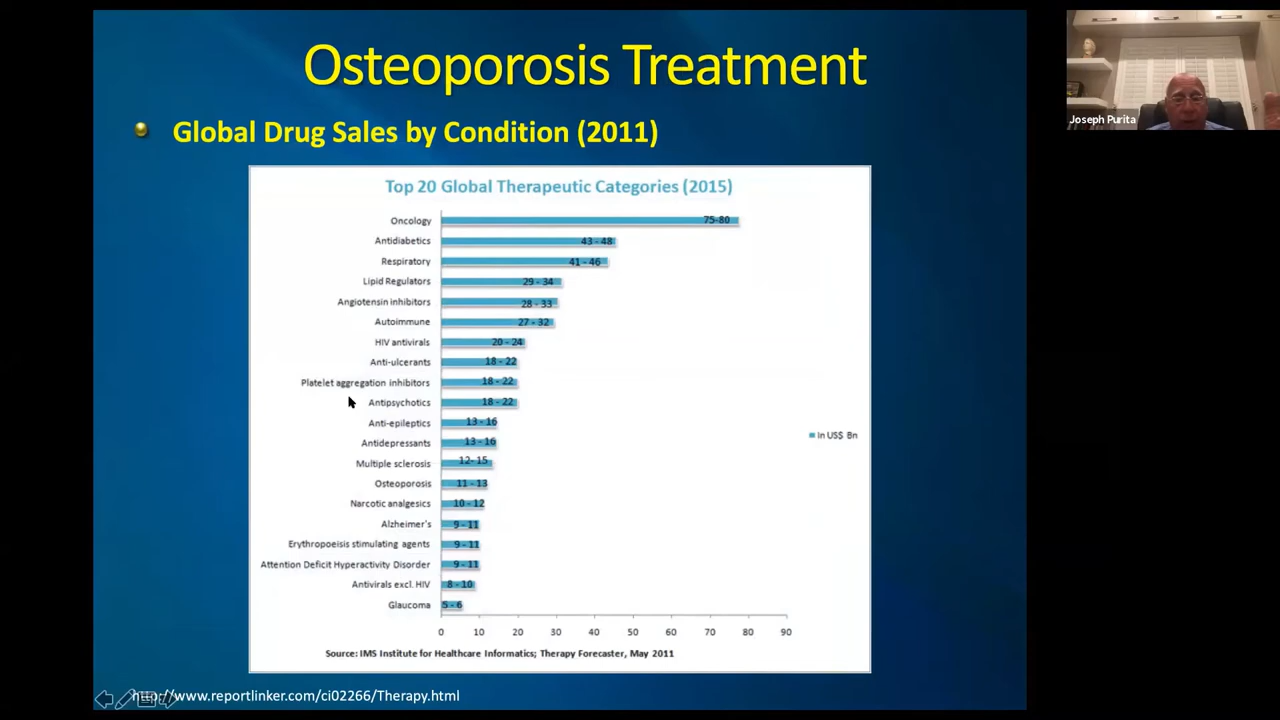 Osteoporosis Treatment
Global Drug Sales by Condition (2011)
Top 20 Global Therapeutic Categories (2015)
Oncology 75-80
Antidiabetics 43 - 48
Respiratory 41 - 46
Lipid Regulators 29 - 34
Angiotensin inhibitors 28 - 33
Autoimmune 27 - 32
HIV antivirals 20 - 24
Anti-ulcerants 18 - 22
Platelet aggregation inhibitors 18 - 22
Antipsychotics 18 - 22
Anti-epileptics 13 - 16
In US$ Bn
Antidepressants 13 - 16
Multiple sclerosis 12- 15
Osteoporosis 11 - 13
Narcotic analgesics 10 - 12
Alzheimer's 9 - 11
Erythropoeisis stimulating agents 9 - 11
Attention Deficit Hyperactivity Disorder 9 - 11
Antivirals excl. HIV 8 - 10
Glaucoma 5 - 6
0 10 20 30 40 50 60 70 80 90
Source: IMS Institute for Healthcare Informatics; Therapy Forecaster, May 2011
http://www.reportlinker.com/ci02266/Therapy.html
Joseph Purita